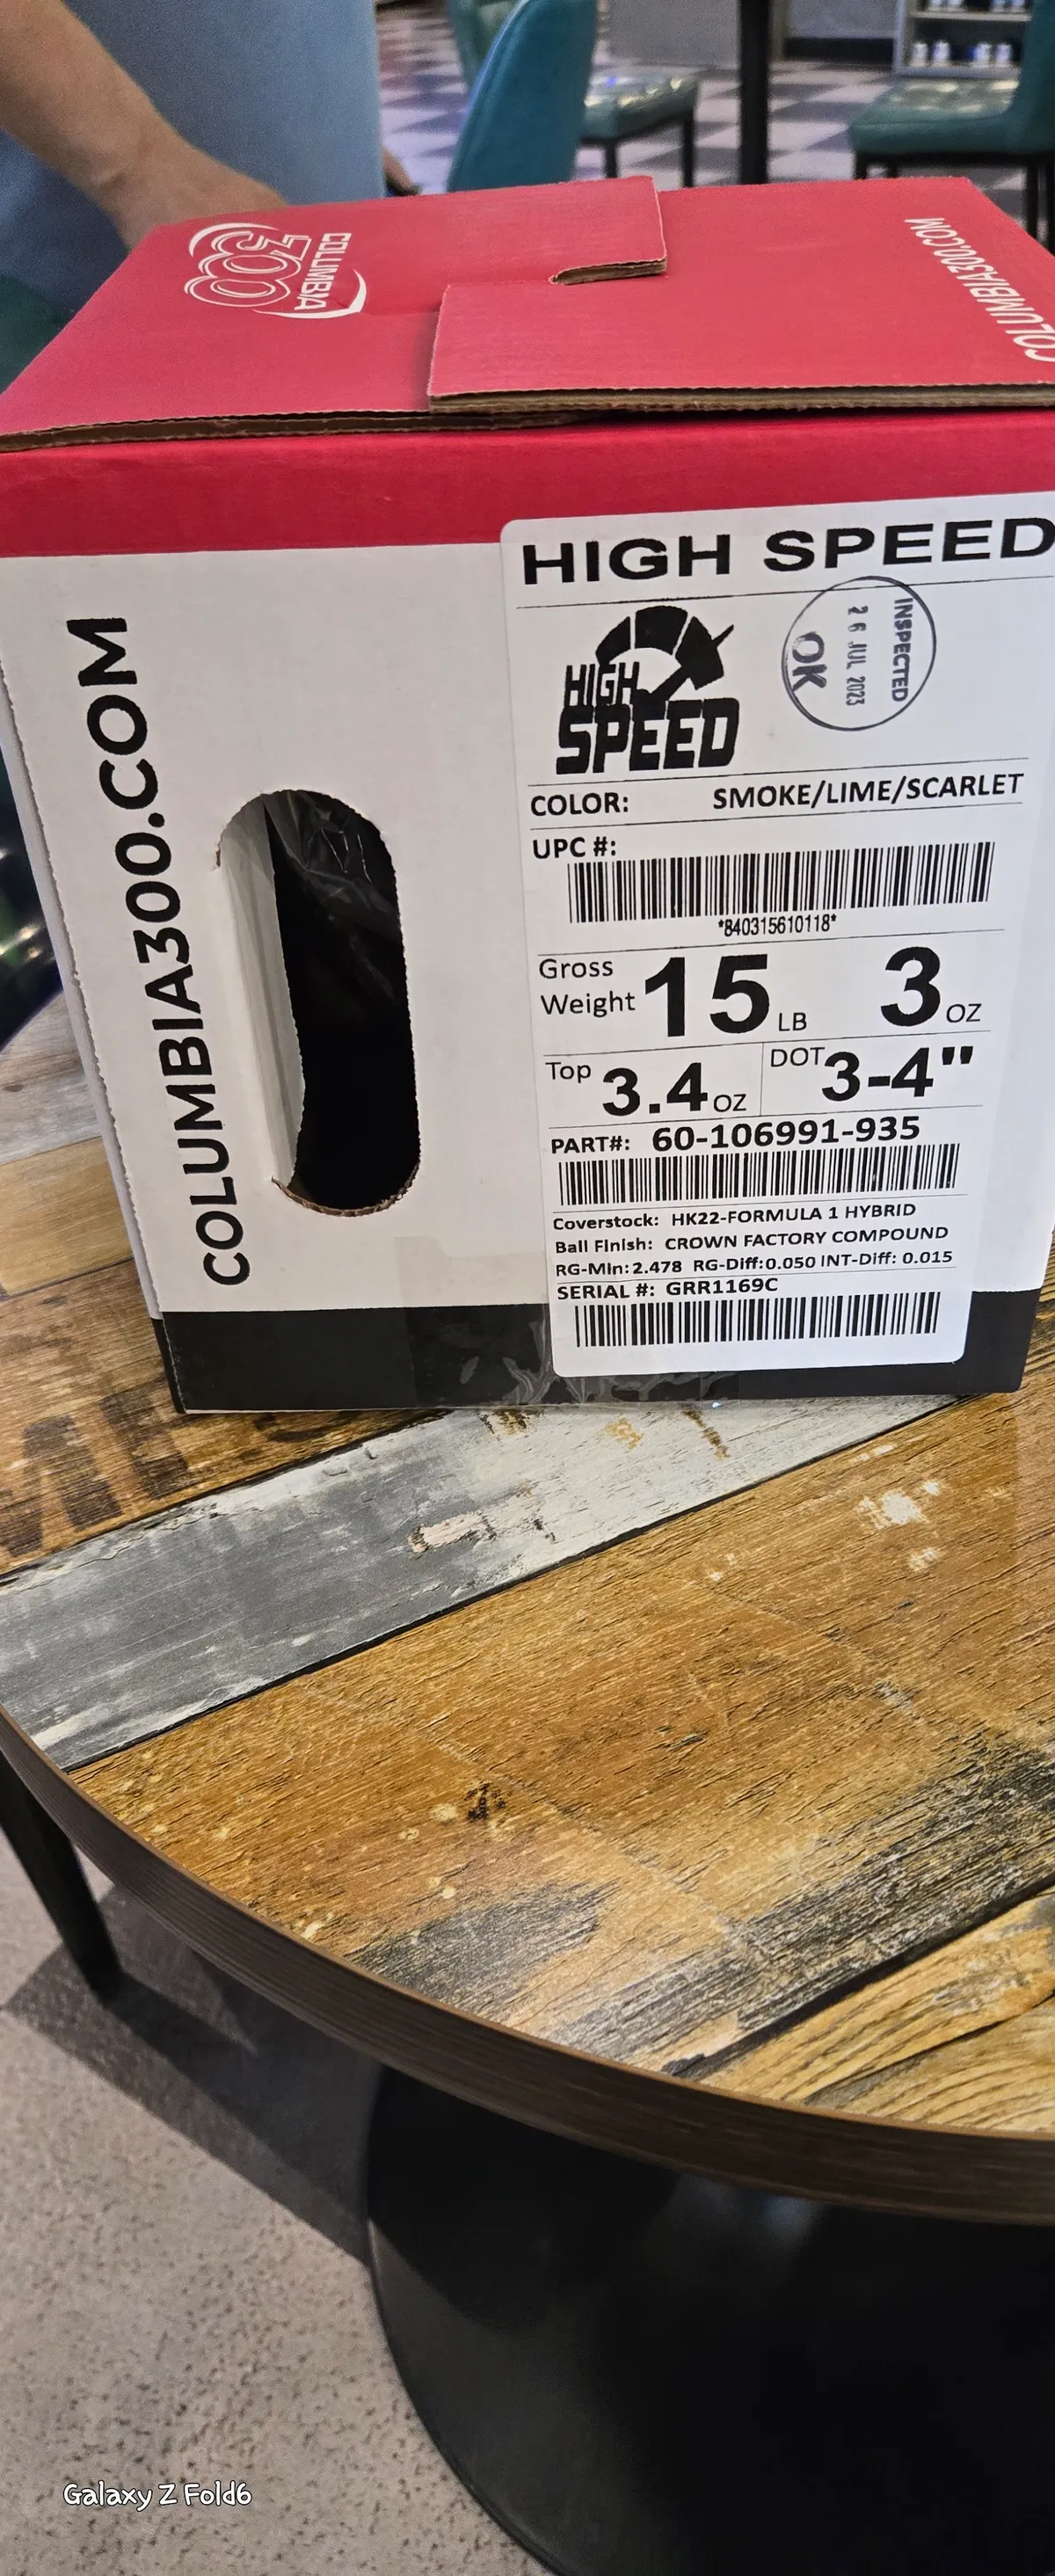 COLUMBIA
300
COLUMBIA300.COM
COLUMBIA300.COM
HIGH SPEED
HIGH
SPEED
INSPECTED
26 JUL 2023
OK
COLOR: SMOKE/LIME/SCARLET
UPC #:
*840315610118*
Gross
Weight 15 LB 3 OZ
Top 3.4 OZ DOT 3-4"
PART#: 60-106991-935
Coverstock: HK22-FORMULA 1 HYBRID
Ball Finish: CROWN FACTORY COMPOUND
RG-Min: 2.478 RG-Diff: 0.050 INT-Diff: 0.015
SERIAL #: GRR1169C
Galaxy Z Fold6